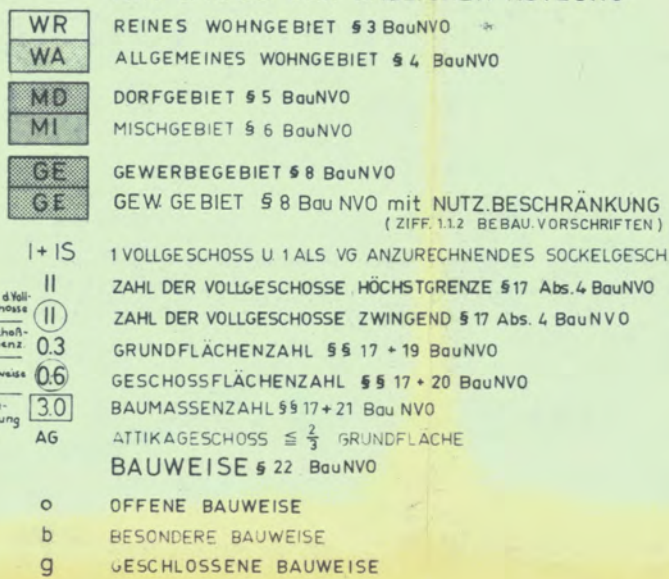 WR REINES WOHNGEBIET § 3 BauNVO
WA ALLGEMEINES WOHNGEBIET § 4 BauNVO
MD DORFGEBIET § 5 BauNVO
MI MISCHGEBIET § 6 BauNVO
GE GEWERBEGEBIET § 8 BauNVO
GE GEW. GEBIET § 8 Bau NVO mit NUTZ.BESCHRÄNKUNG
( ZIFF. 1.1.2 BEBAU. VORSCHRIFTEN )
I + IS 1 VOLLGESCHOSS U. 1 ALS VG ANZURECHNENDES SOCKELGESCH
II ZAHL DER VOLLGESCHOSSE HÖCHSTGRENZE § 17 Abs. 4 BauNVO
d. Voll-
II ZAHL DER VOLLGESCHOSSE ZWINGEND § 17 Abs. 4 BauNVO
0.3 GRUNDFLÄCHENZAHL §§ 17 + 19 BauNVO
0.6 GESCHOSSFLÄCHENZAHL §§ 17 + 20 BauNVO
3.0 BAUMASSENZAHL §§ 17 + 21 Bau NVO
AG ATTIKAGESCHOSS ≦ 2/3 GRUNDFLÄCHE
BAUWEISE § 22 BauNVO
o OFFENE BAUWEISE
b BESONDERE BAUWEISE
g GESCHLOSSENE BAUWEISE